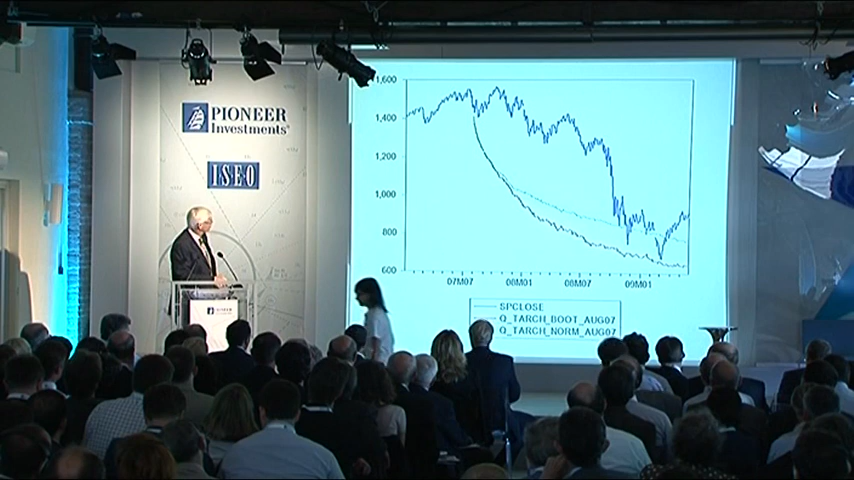 PIONEER
Investments®
ISEO
1,600
1,400
1,200
1,000
800
600
07M07
08M01
08M07
09M01
SPCLOSE
Q_TARCH_BOOT_AUG07
Q_TARCH_NORM_AUG07
PIONEER